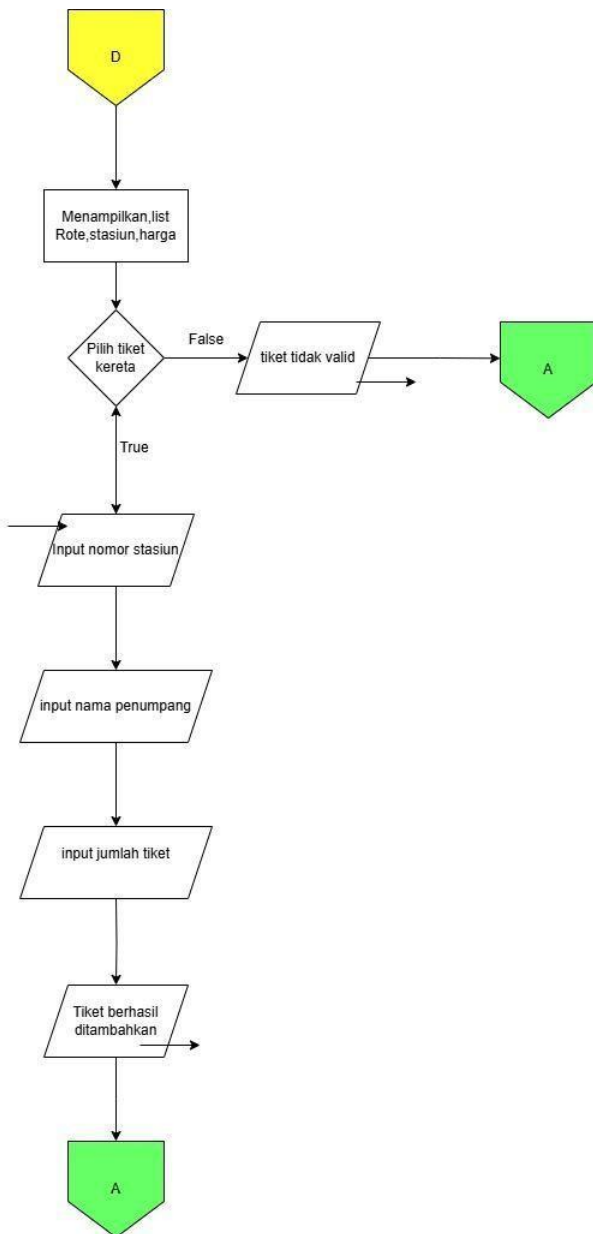 D
Menampilkan,list
Rote,stasiun,harga
Pilih tiket
kereta
False
tiket tidak valid
A
True
Input nomor stasiun
input nama penumpang
input jumlah tiket
Tiket berhasil
ditambahkan
A